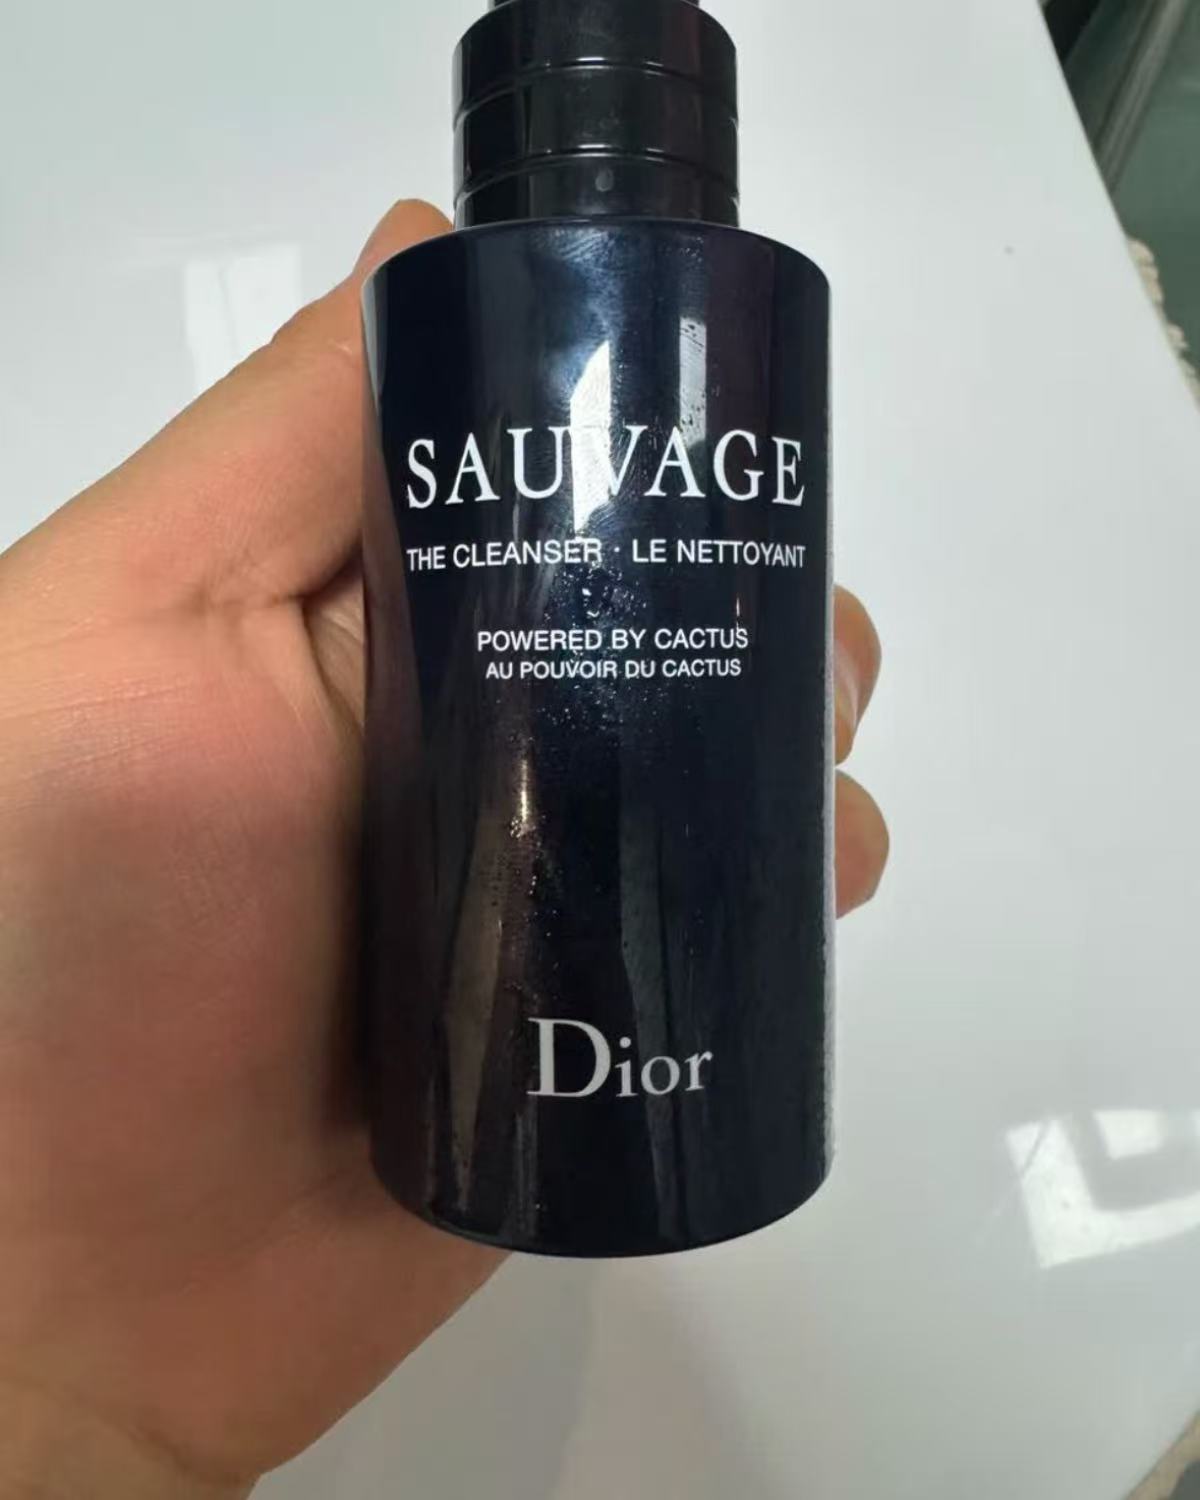 SAUVAGE
THE CLEANSER · LE NETTOYANT
POWERED BY CACTUS
AU POUVOIR DU CACTUS
Dior